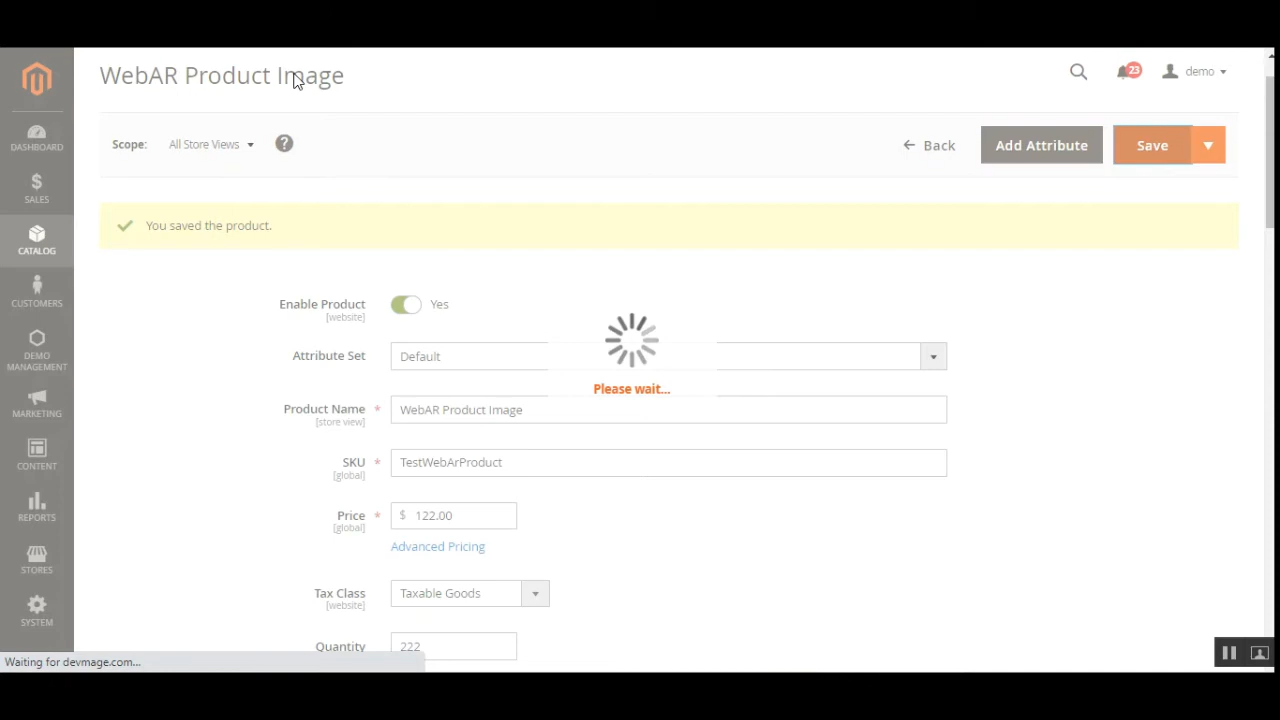 WebAR Product Image
23
demo
Scope: All Store Views ?
Back
Add Attribute
Save
DASHBOARD
$
SALES
CATALOG
CUSTOMERS
DEMO
MANAGEMENT
MARKETING
CONTENT
REPORTS
STORES
SYSTEM
You saved the product.
Enable Product
[website]
Yes
Attribute Set
Default
Please wait...
Product Name *
[store view]
WebAR Product Image
SKU *
[global]
TestWebArProduct
Price *
[global]
$ 122.00
Advanced Pricing
Tax Class
[website]
Taxable Goods
Quantity
222
Waiting for devmage.com...